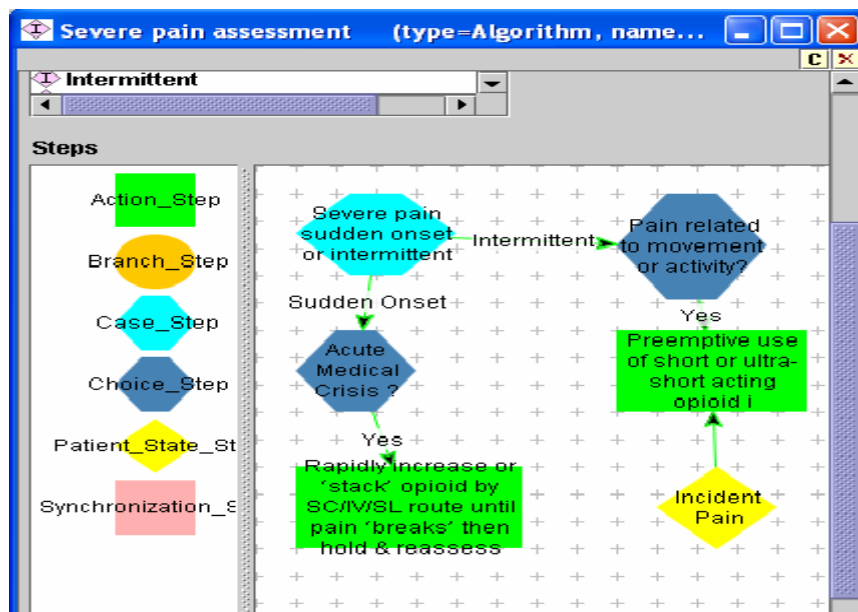 Severe pain assessment (type=Algorithm, name...
C
Intermittent
Steps
Action_Step
Branch_Step
Case_Step
Choice_Step
Patient_State_St
Synchronization_S
Severe pain
sudden onset
or intermittent
Intermittent
Pain related
to movement
or activity?
Sudden Onset
Yes
Acute
Medical
Crisis ?
Preemptive use
of short or ultra-
short acting
opioid i
Yes
Rapidly increase or
'stack' opioid by
SC/IV/SL route until
pain 'breaks' then
hold & reassess
Incident
Pain